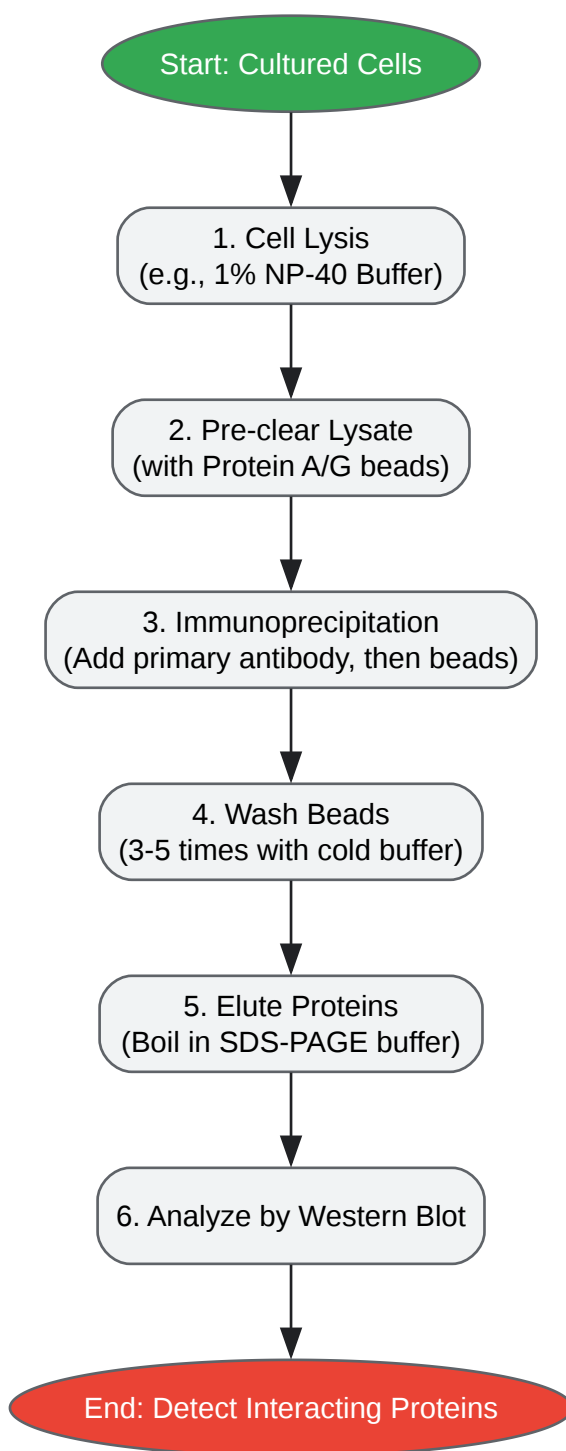 Start: Cultured Cells
1. Cell Lysis
(e.g., 1% NP-40 Buffer)
2. Pre-clear Lysate
(with Protein A/G beads)
3. Immunoprecipitation
(Add primary antibody, then beads)
4. Wash Beads
(3-5 times with cold buffer)
5. Elute Proteins
(Boil in SDS-PAGE buffer)
6. Analyze by Western Blot
End: Detect Interacting Proteins